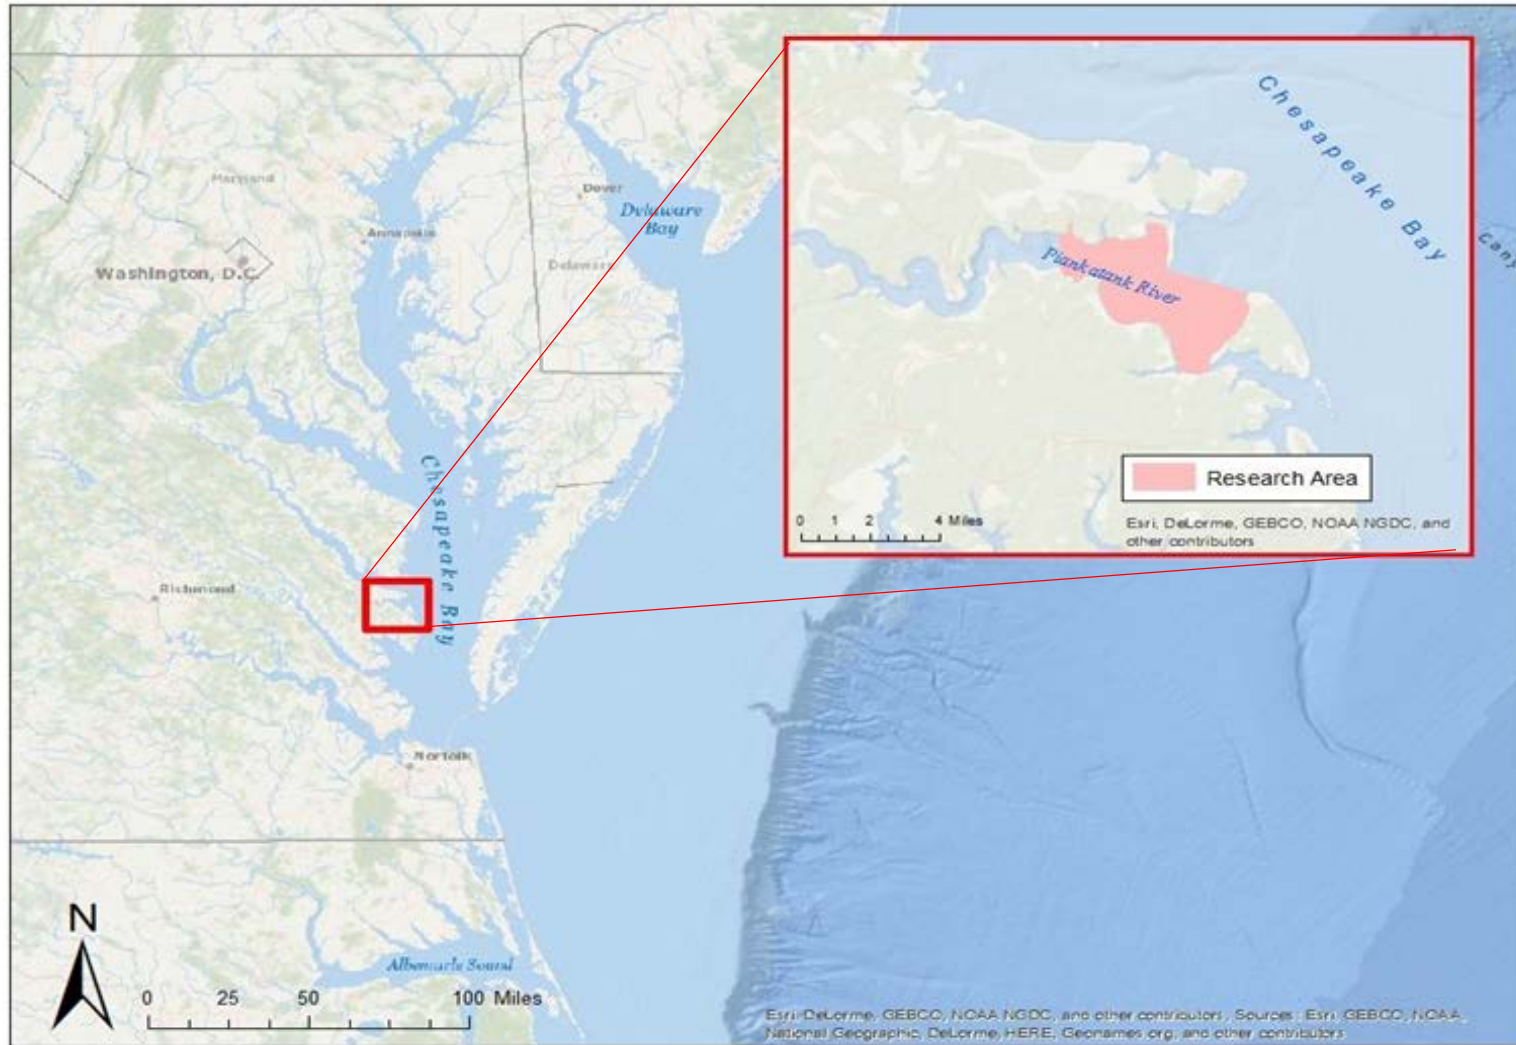 Maryland
Dover
Delaware
Bay
Annapolis
Washington, D.C.
Delaware
Chesapeake Bay
Richmond
Norfolk
Albemarle Sound
N
0 25 50 100 Miles
Chesapeake Bay
Cany
Piankatank River
Research Area
0 1 2 4 Miles
Esri, DeLorme, GEBCO, NOAA NGDC, and
other contributors
Esri, DeLorme, GEBCO, NOAA NGDC, and other contributors, Sources: Esri, GEBCO, NOAA,
National Geographic, DeLorme, HERE, Geonames.org, and other contributors